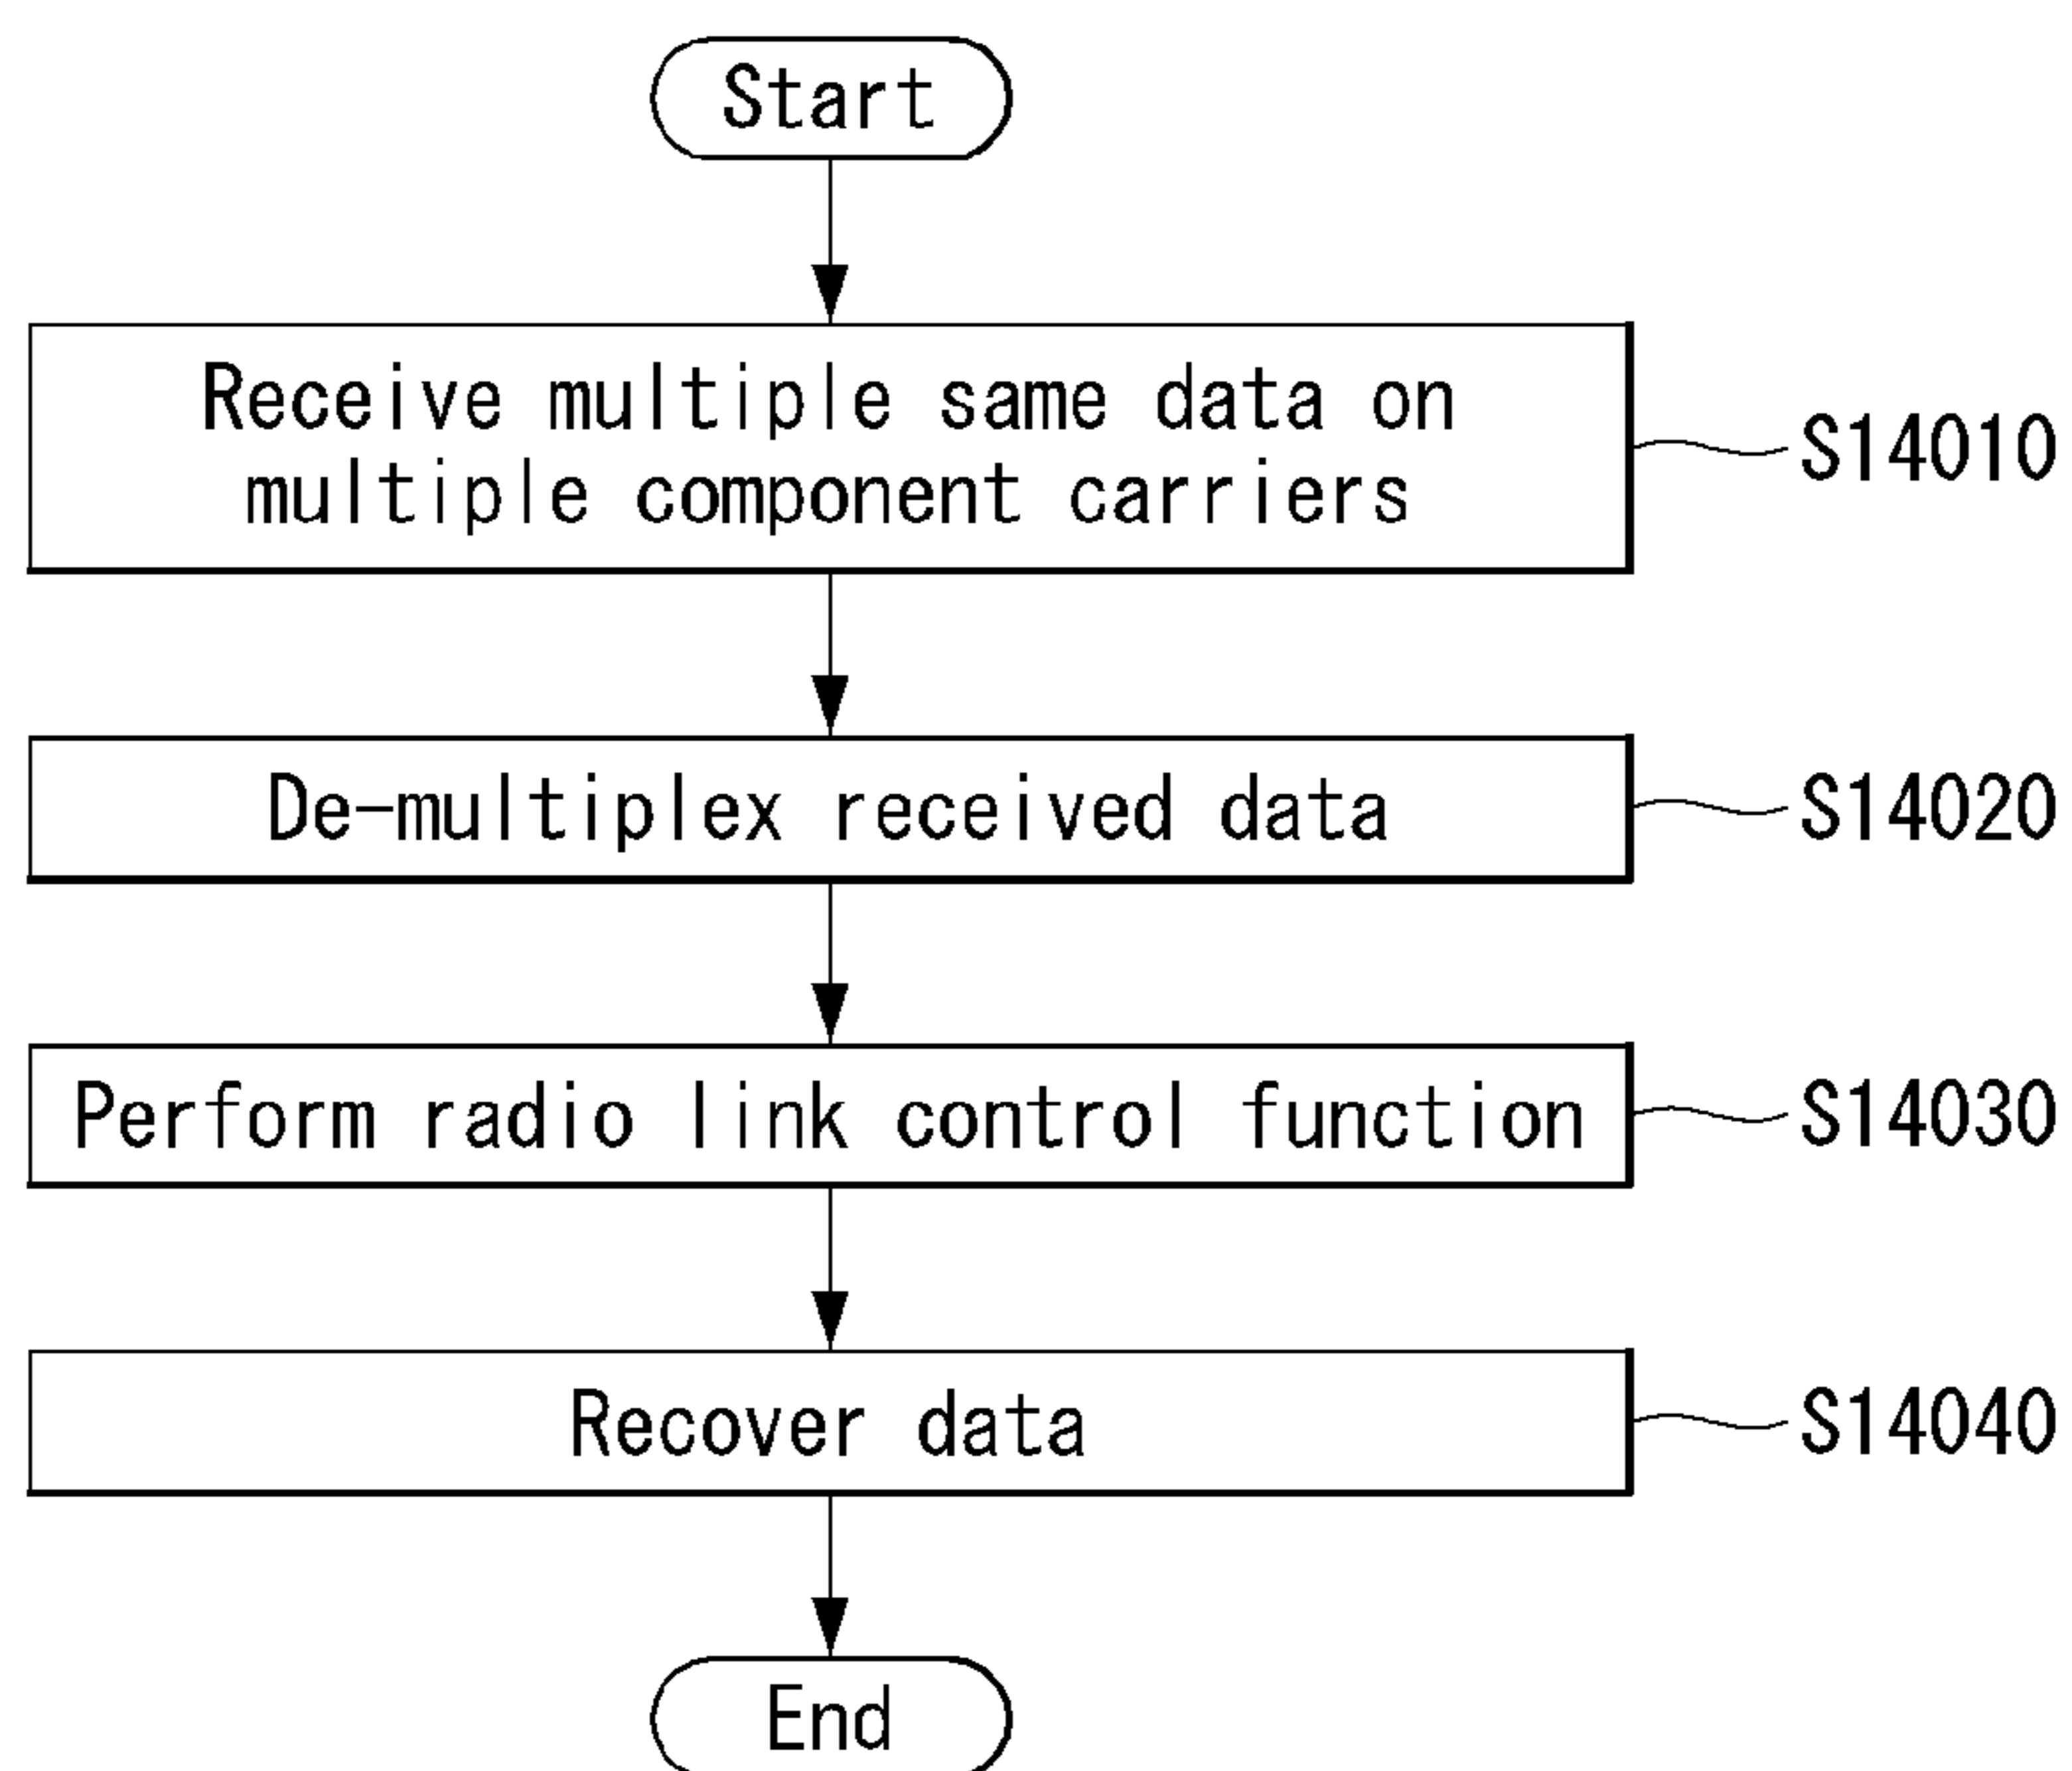 Start
Receive multiple same data on
multiple component carriers
S14010
De-multiplex received data
S14020
Perform radio link control function
S14030
Recover data
S14040
End